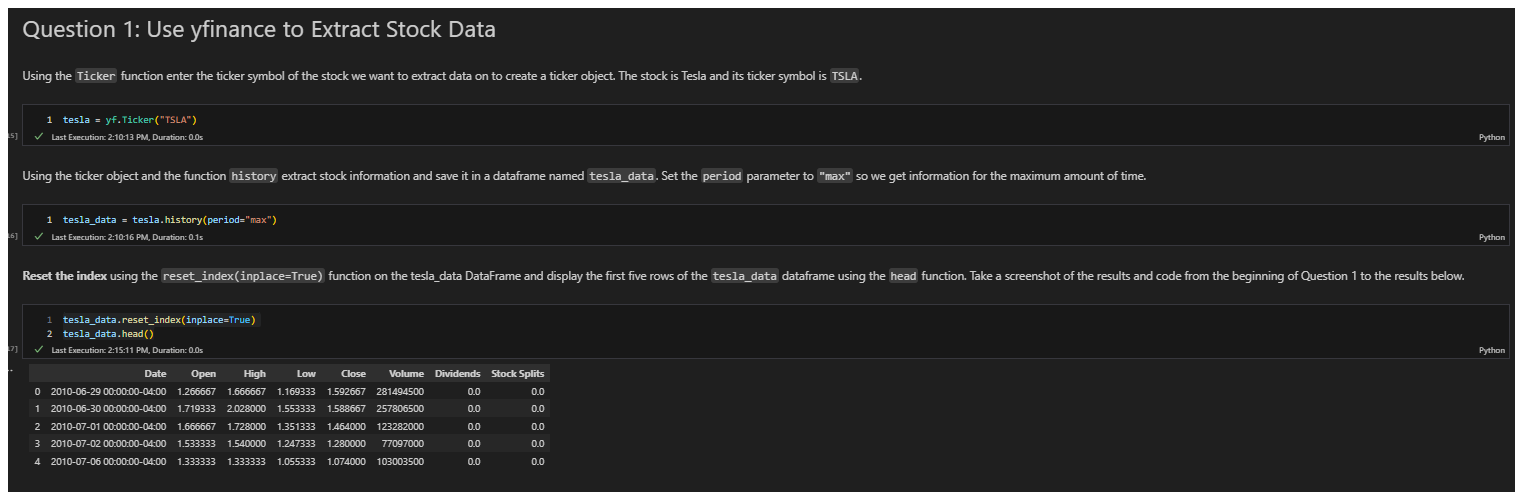 Question 1: Use yfinance to Extract Stock Data
Using the Ticker function enter the ticker symbol of the stock we want to extract data on to create a ticker object. The stock is Tesla and its ticker symbol is TSLA.
1 tesla = yf.Ticker("TSLA")
Last Execution: 2:10:13 PM, Duration: 0.0s Python
Using the ticker object and the function history extract stock information and save it in a dataframe named tesla_data. Set the period parameter to "max" so we get information for the maximum amount of time.
1 tesla_data = tesla.history(period="max")
Last Execution: 2:10:16 PM, Duration: 0.1s Python
Reset the index using the reset_index(inplace=True) function on the tesla_data DataFrame and display the first five rows of the tesla_data dataframe using the head function. Take a screenshot of the results and code from the beginning of Question 1 to the results below.
1 tesla_data.reset_index(inplace=True)
2 tesla_data.head()
Last Execution: 2:15:11 PM, Duration: 0.0s Python
Date Open High Low Close Volume Dividends Stock Splits
0 2010-06-29 00:00:00-04:00 1.266667 1.666667 1.169333 1.592667 281494500 0.0 0.0
1 2010-06-30 00:00:00-04:00 1.719333 2.028000 1.553333 1.588667 257806500 0.0 0.0
2 2010-07-01 00:00:00-04:00 1.666667 1.728000 1.351333 1.464000 123282000 0.0 0.0
3 2010-07-02 00:00:00-04:00 1.533333 1.540000 1.247333 1.280000 77097000 0.0 0.0
4 2010-07-06 00:00:00-04:00 1.333333 1.333333 1.055333 1.074000 103003500 0.0 0.0